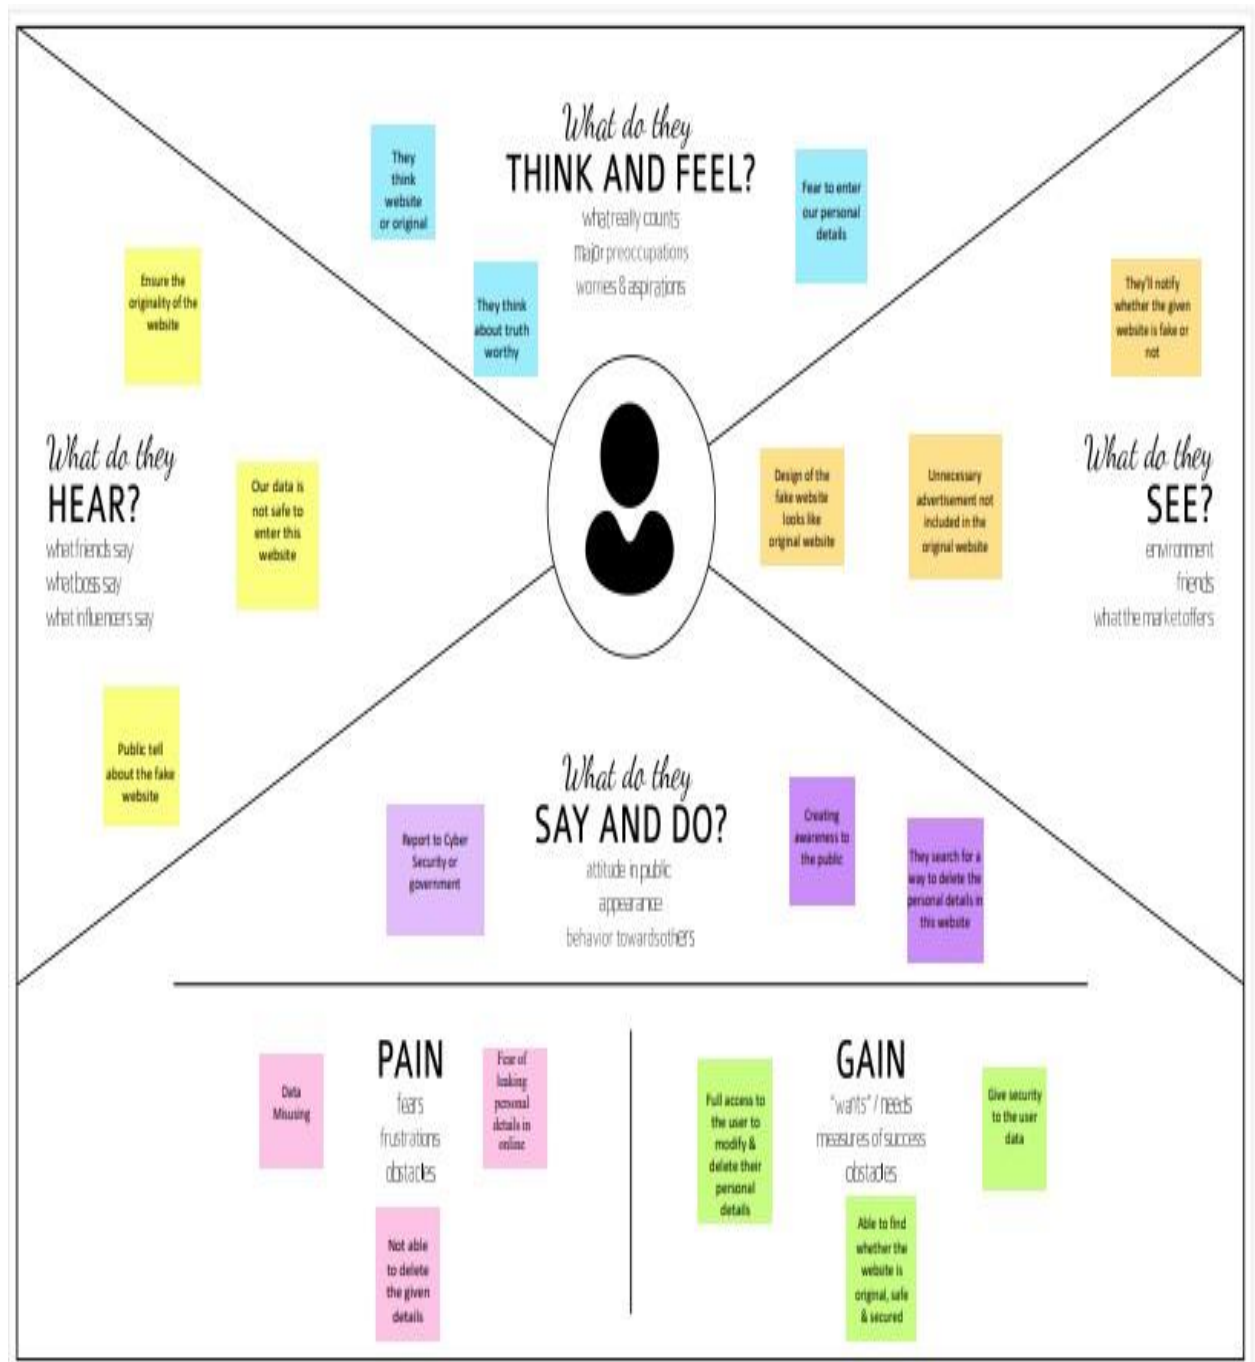 What do they
THINK AND FEEL?
what really counts
major preoccupations
worries & aspirations
They
think
website
or original
They think
about truth
worthy
Fear to enter
our personal
details
What do they
HEAR?
what friends say
what boss say
what influencers say
Ensure the
originality of the
website
Our data is
not safe to
enter this
website
Public tell
about the fake
website
What do they
SEE?
environment
friends
what the market offers
They'll notify
whether the given
website is fake or
not
Design of the
fake website
looks like
original website
Unnecessary
advertisement not
included in the
original website
What do they
SAY AND DO?
attitude in public
appearance
behavior towards others
Report to Cyber
Security or
government
Creating
awareness to
the public
They search for a
way to delete the
personal details in
this website
PAIN
fears
frustrations
obstacles
Data
Misusing
Fear of
leaking
personal
details in
online
Not able
to delete
the given
details
GAIN
"wants" / needs
measures of success
obstacles
Full access to
the user to
modify &
delete their
personal
details
Give security
to the user
data
Able to find
whether the
website is
original, safe
& secured